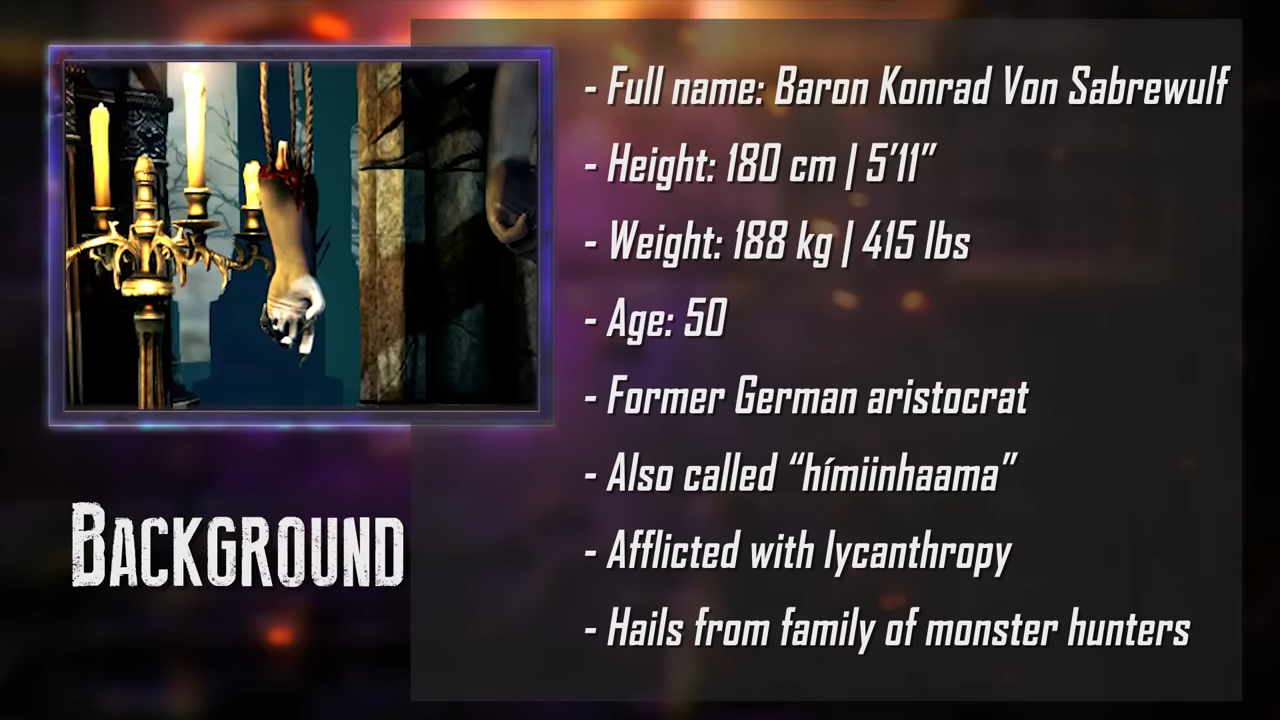 - Full name: Baron Konrad Von Sabrewulf
- Height: 180 cm | 5’11”
- Weight: 188 kg | 415 lbs
- Age: 50
- Former German aristocrat
- Also called “hímiinhaama”
- Afflicted with lycanthropy
- Hails from family of monster hunters
Background